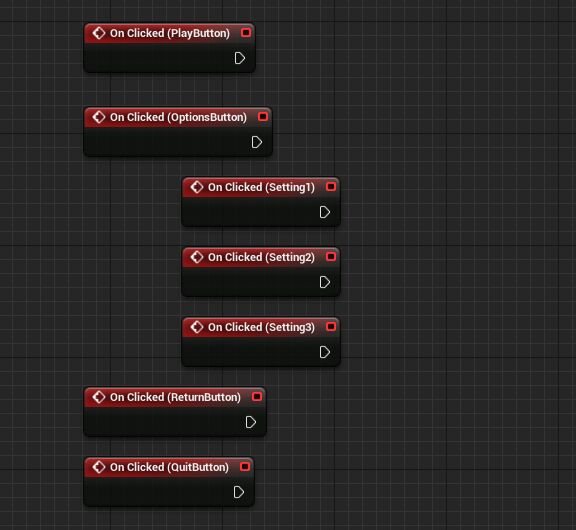 On Clicked (PlayButton)
On Clicked (OptionsButton)
On Clicked (Setting1)
On Clicked (Setting2)
On Clicked (Setting3)
On Clicked (ReturnButton)
On Clicked (QuitButton)